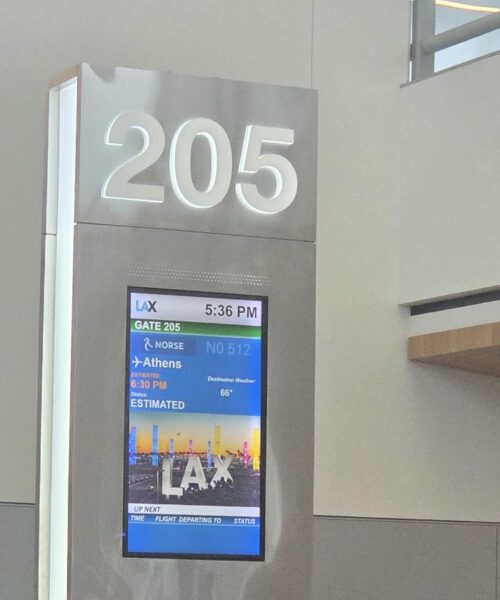 205
LAX
5:36 PM
GATE 205
NORSE
N0 512
Athens
ESTIMATED:
6:30 PM
Destination Weather:
66°
Status:
ESTIMATED
LAX
UP NEXT
TIME FLIGHT DEPARTING TO STATUS